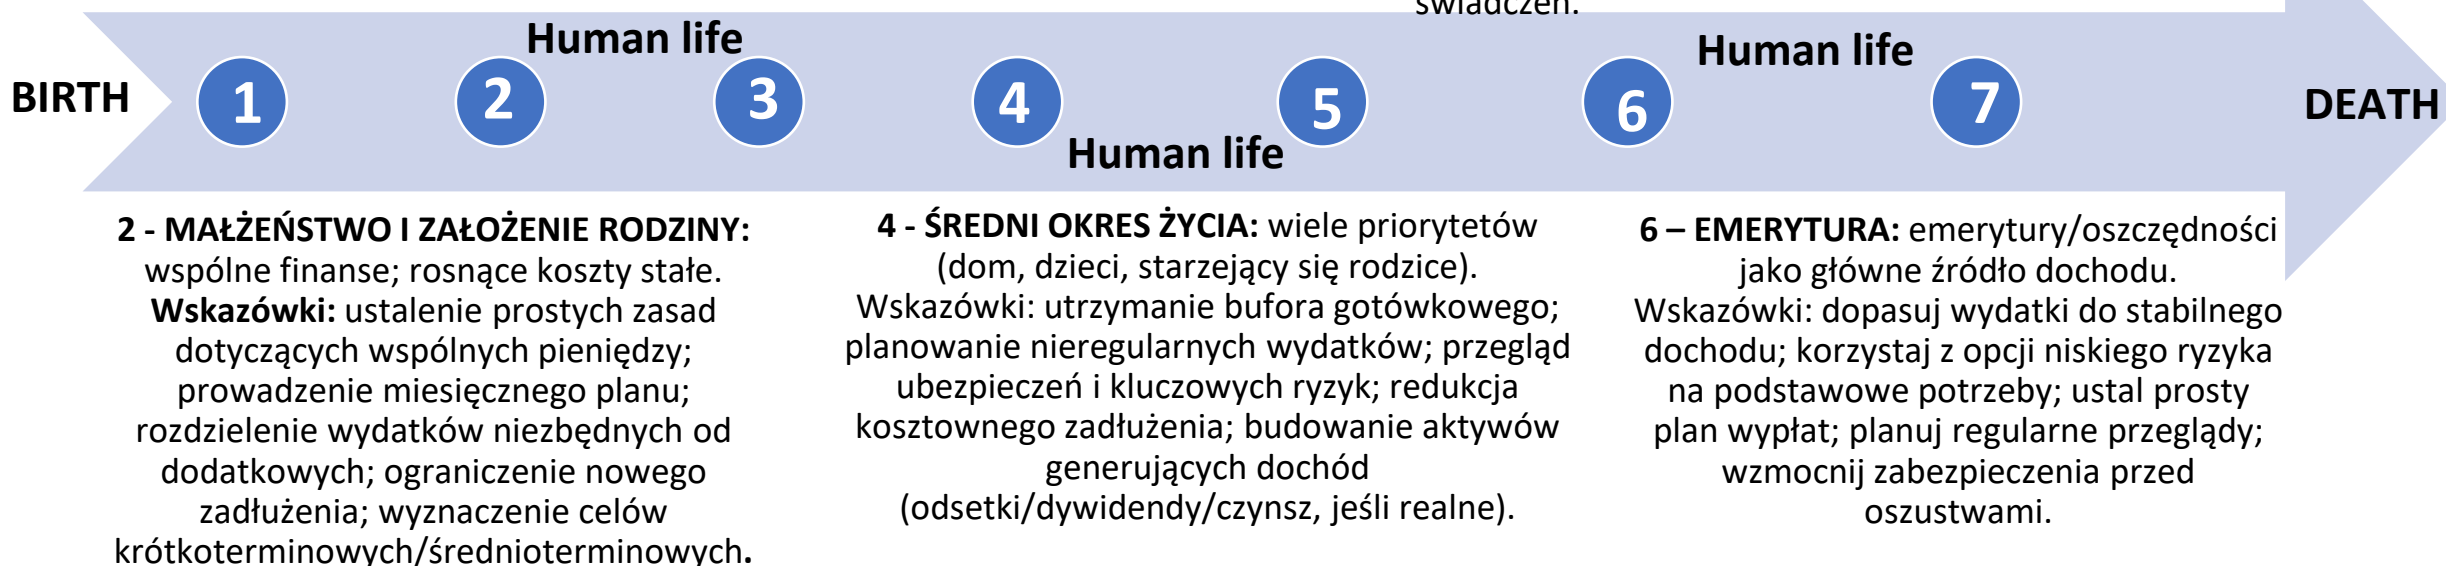 świadczeń.
Human life
Human life
BIRTH
1
2
3
4
5
6
7
DEATH
Human life
2 - MAŁŻEŃSTWO I ZAŁOŻENIE RODZINY:
wspólne finanse; rosnące koszty stałe.
Wskazówki: ustalenie prostych zasad
dotyczących wspólnych pieniędzy;
prowadzenie miesięcznego planu;
rozdzielenie wydatków niezbędnych od
dodatkowych; ograniczenie nowego
zadłużenia; wyznaczenie celów
krótkoterminowych/średnioterminowych.
4 - ŚREDNI OKRES ŻYCIA: wiele priorytetów
(dom, dzieci, starzejący się rodzice).
Wskazówki: utrzymanie bufora gotówkowego;
planowanie nieregularnych wydatków; przegląd
ubezpieczeń i kluczowych ryzyk; redukcja
kosztownego zadłużenia; budowanie aktywów
generujących dochód
(odsetki/dywidendy/czynsz, jeśli realne).
6 – EMERYTURA: emerytury/oszczędności
jako główne źródło dochodu.
Wskazówki: dopasuj wydatki do stabilnego
dochodu; korzystaj z opcji niskiego ryzyka
na podstawowe potrzeby; ustal prosty
plan wypłat; planuj regularne przeglądy;
wzmocnij zabezpieczenia przed
oszustwami.